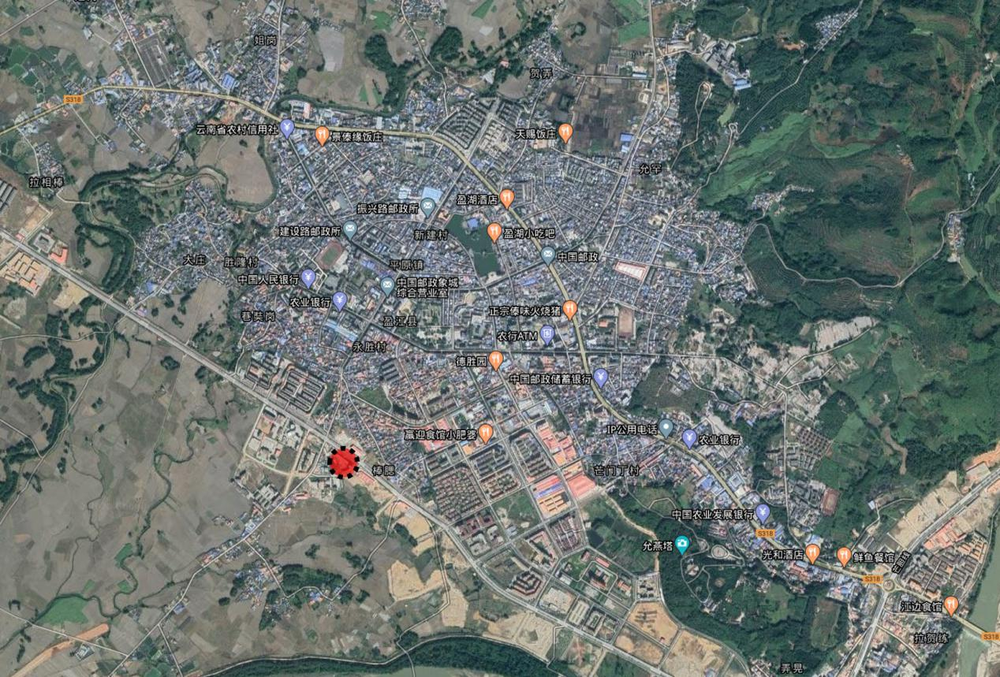 姐岗
贺弄
S318
云南省农村信用社
景傣缘饭庄
天赐饭庄
允罕
拉相棒
盈湖酒店
振兴路邮政所
建设路邮政所
新建村
盈湖小吃吧
大庄
胜隆村
平原镇
中国邮政
中国人民银行
中国邮政象城
综合营业室
农业银行
正宗傣味火烧猪
巷奘岗
盈江县
农行ATM
永胜村
德胜园
中国邮政储蓄银行
赢迎食馆小肥婆
IP公用电话
农业银行
棒腮
芒门丁村
中国农业发展银行
S318
允燕塔
光和酒店
鲜鱼餐馆
S318
江边食馆
S318
拉贺练
弄晃